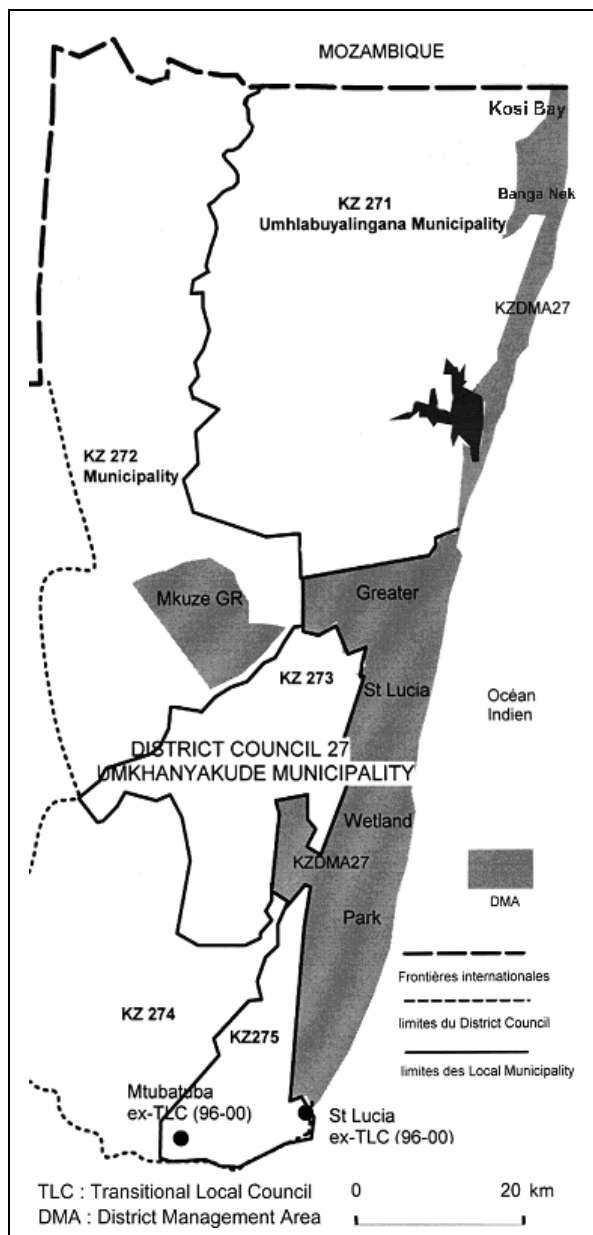 MOZAMBIQUE
Kosi Bay
KZ 271
Umhlabuyalingana Municipality
Banga Nek
KZDMA27
KZ 272
Municipality
Mkuze GR
Greater
KZ 273
St Lucia
Océan
Indien
DISTRICT COUNCIL 27
UMKHANYAKUDE MUNICIPALITY
Wetland
KZDMA27
DMA
Park
Frontières internationales
limites du District Council
KZ 274
KZ275
limites des Local Municipality
Mtubatuba
ex-TLC (96-00)
St Lucia
ex-TLC (96-00)
TLC : Transitional Local Council
0 20 km
DMA : District Management Area